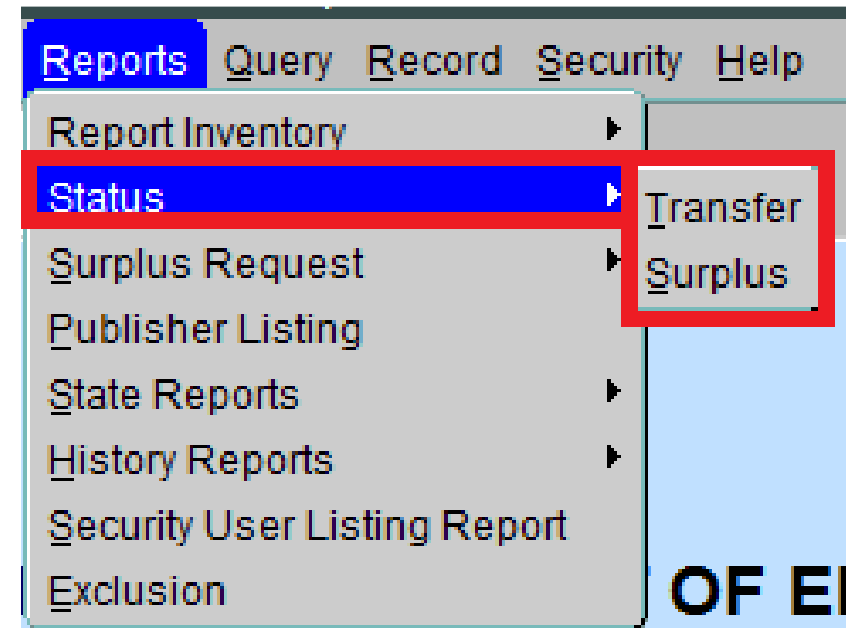 Reports Query Record Security Help
Report Inventory
Status
Transfer
Surplus Request
Surplus
Publisher Listing
State Reports
History Reports
Security User Listing Report
Exclusion
OF